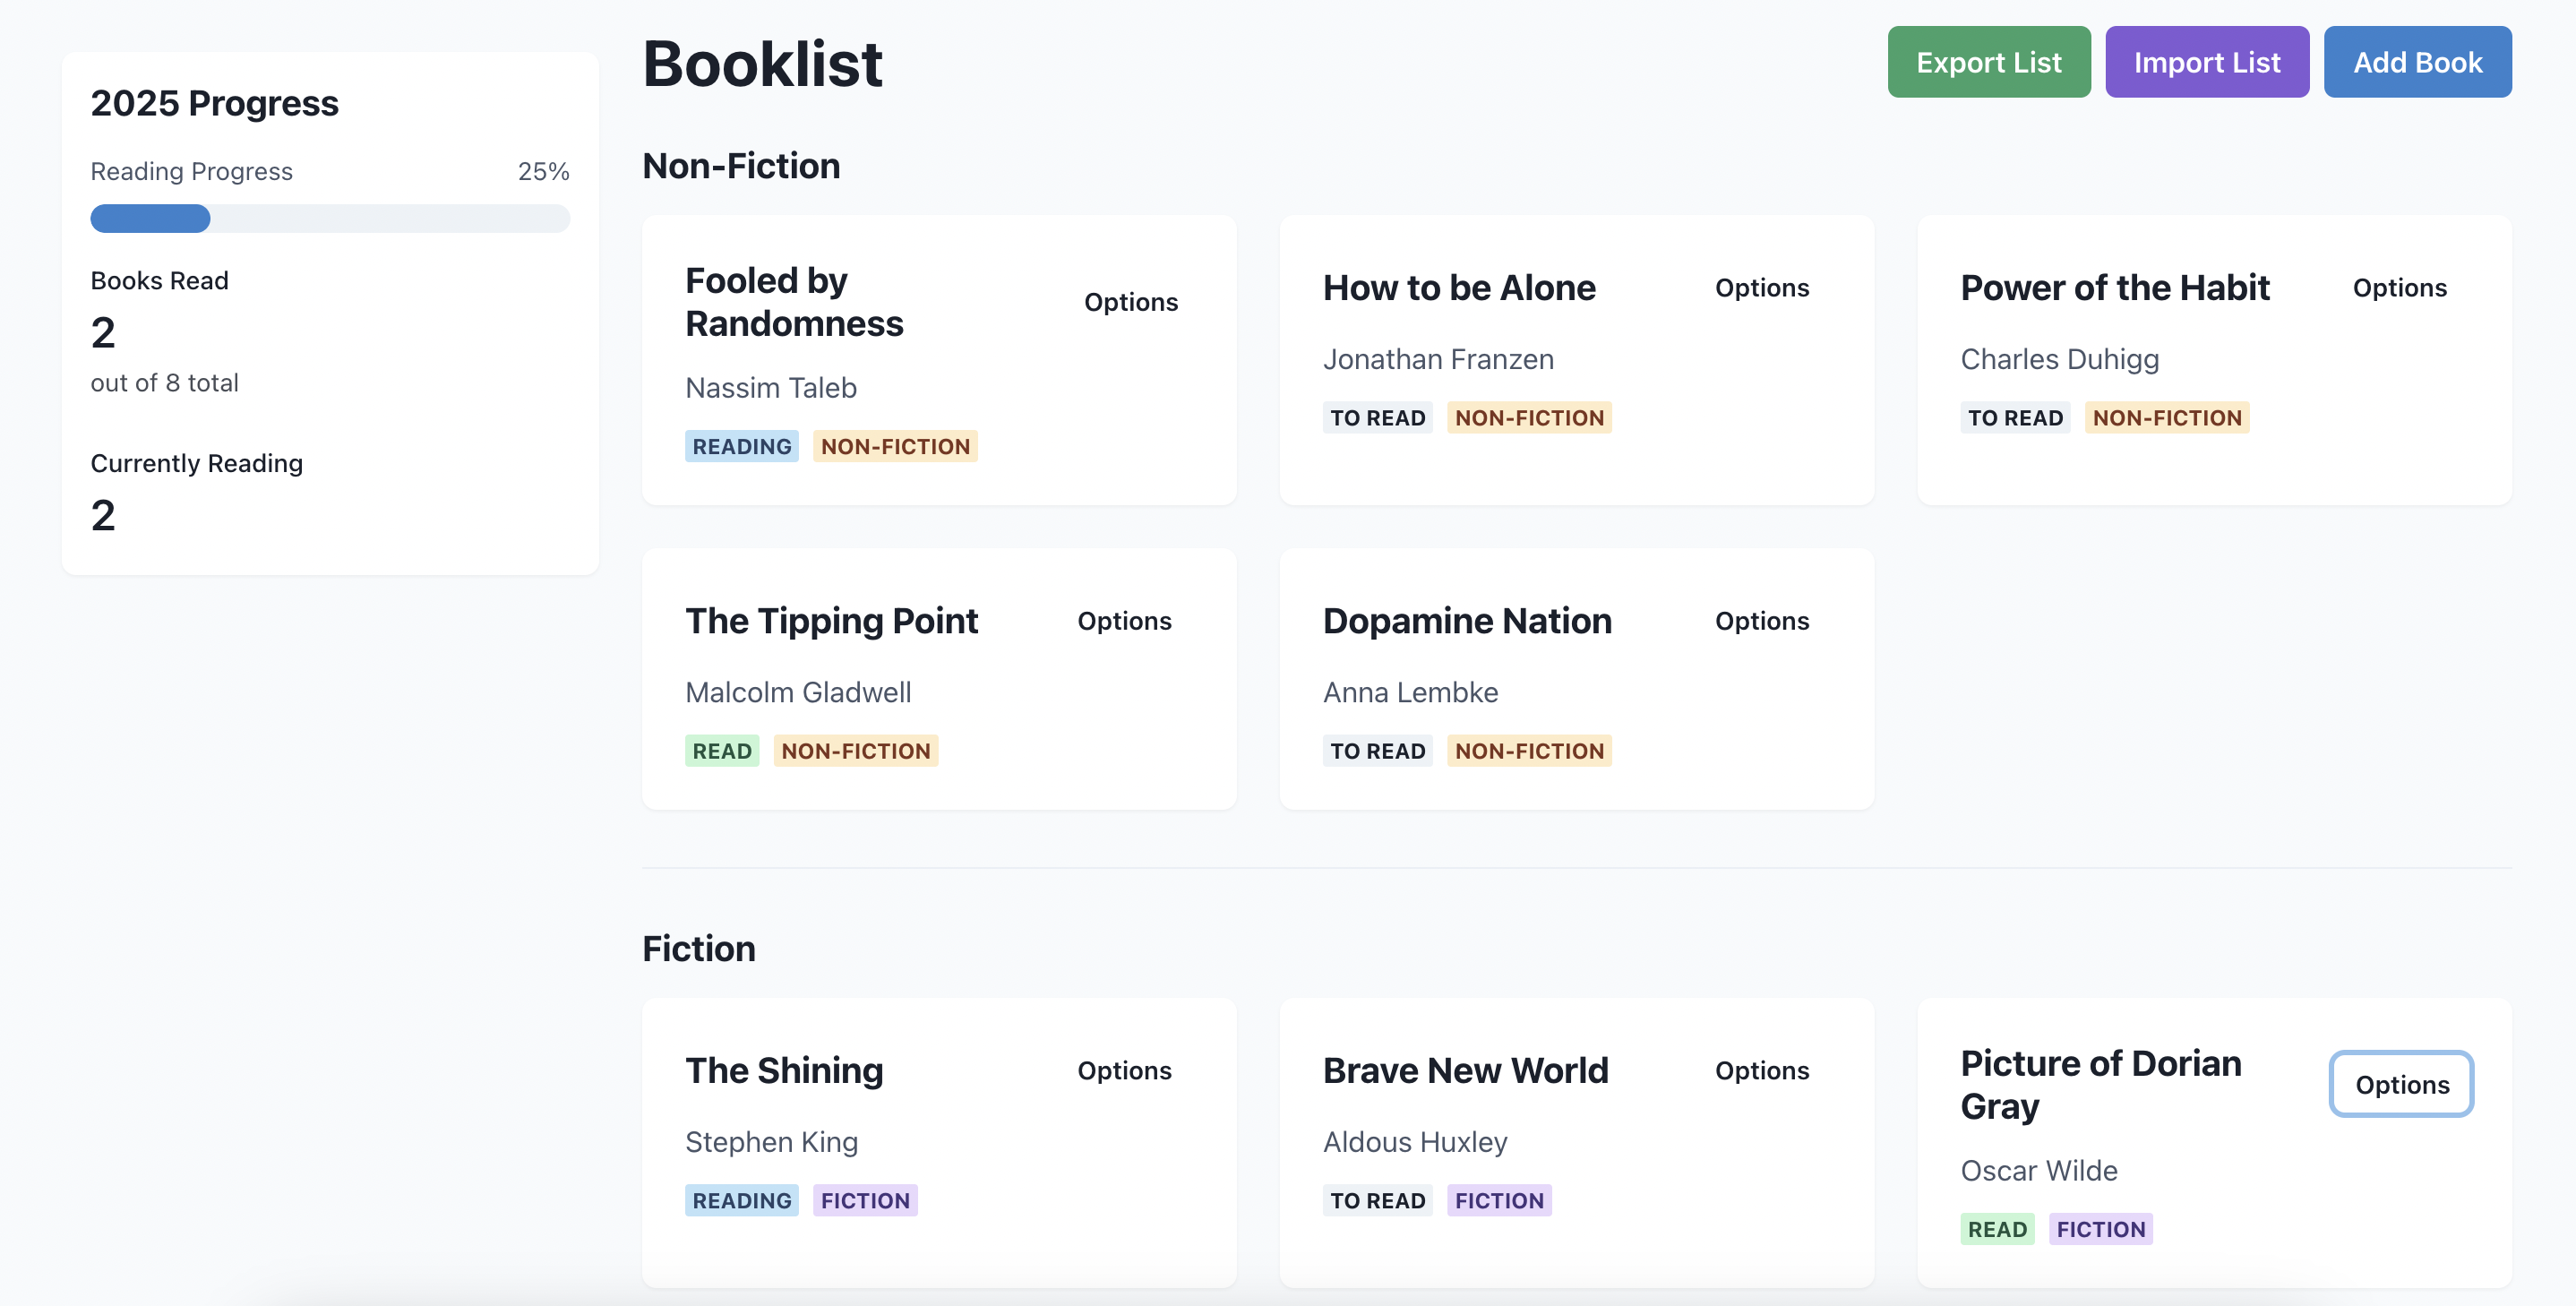 2025 Progress
Reading Progress 25%
Books Read
2
out of 8 total
Currently Reading
2
Booklist
Export List Import List Add Book
Non-Fiction
Fooled by
Randomness
Options
Nassim Taleb
READING NON-FICTION
How to be Alone Options
Jonathan Franzen
TO READ NON-FICTION
Power of the Habit Options
Charles Duhigg
TO READ NON-FICTION
The Tipping Point Options
Malcolm Gladwell
READ NON-FICTION
Dopamine Nation Options
Anna Lembke
TO READ NON-FICTION
Fiction
The Shining Options
Stephen King
READING FICTION
Brave New World Options
Aldous Huxley
TO READ FICTION
Picture of Dorian
Gray
Options
Oscar Wilde
READ FICTION